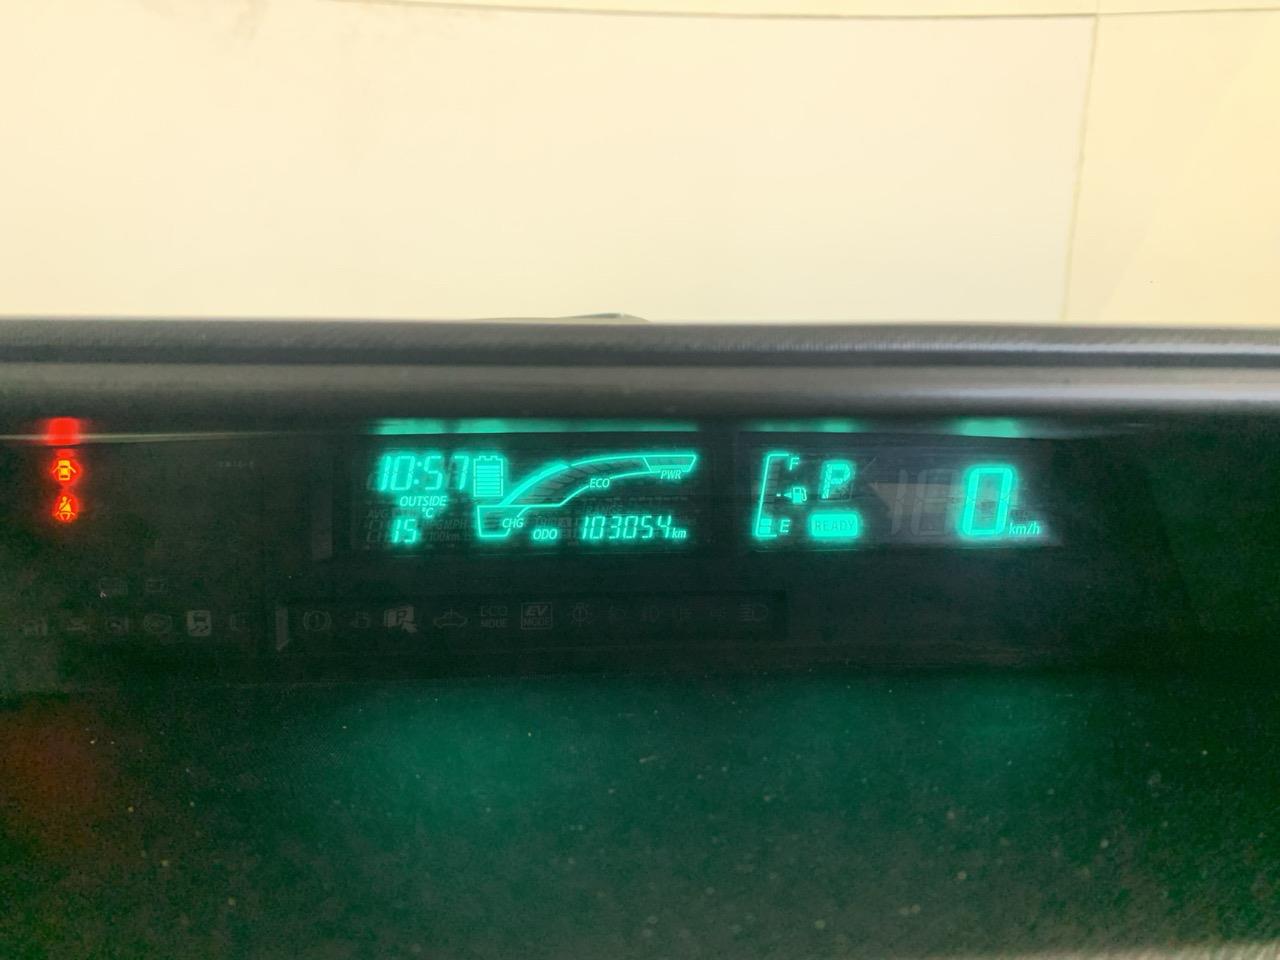 10:57
OUTSIDE
°C
15
ECO
PWR
CHG
ODO 103054 km
F
P
E
READY
0 km/h
ECO MODE
EV MODE